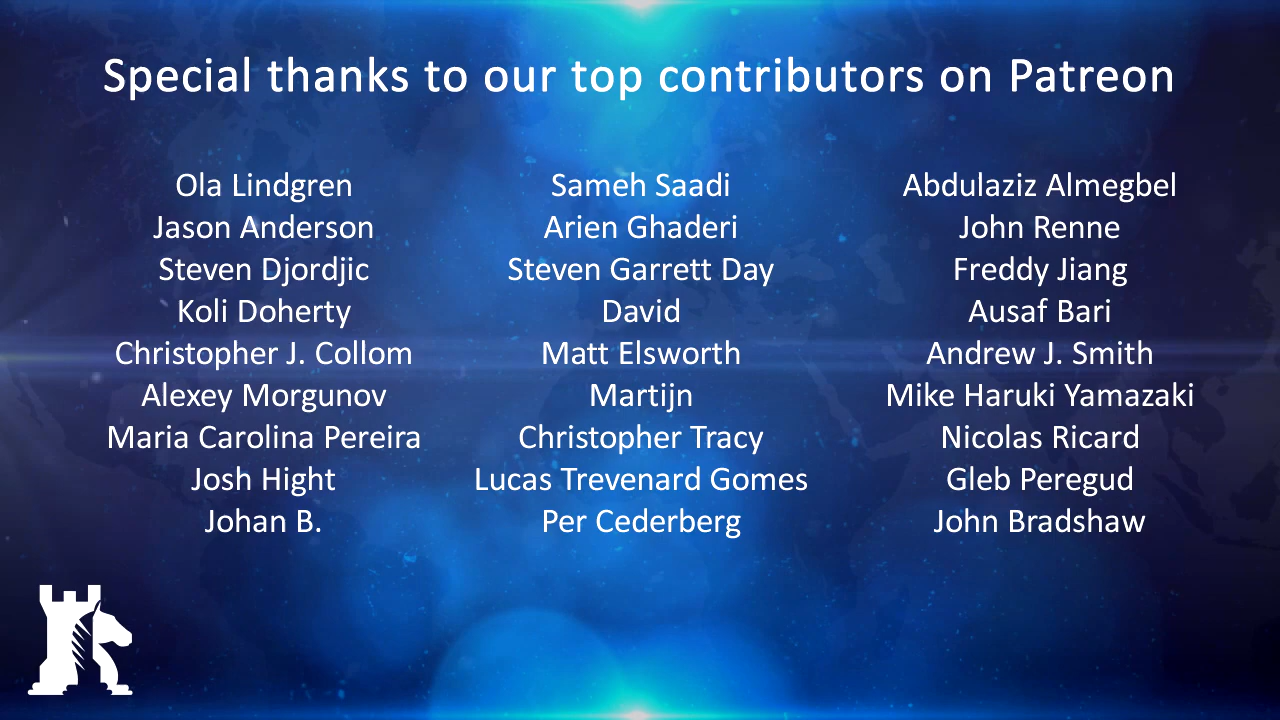 Special thanks to our top contributors on Patreon
Ola Lindgren
Jason Anderson
Steven Djordjic
Koli Doherty
Christopher J. Collom
Alexey Morgunov
Maria Carolina Pereira
Josh Hight
Johan B.
Sameh Saadi
Arien Ghaderi
Steven Garrett Day
David
Matt Elsworth
Martijn
Christopher Tracy
Lucas Trevenard Gomes
Per Cederberg
Abdulaziz Almegbel
John Renne
Freddy Jiang
Ausaf Bari
Andrew J. Smith
Mike Haruki Yamazaki
Nicolas Ricard
Gleb Peregud
John Bradshaw